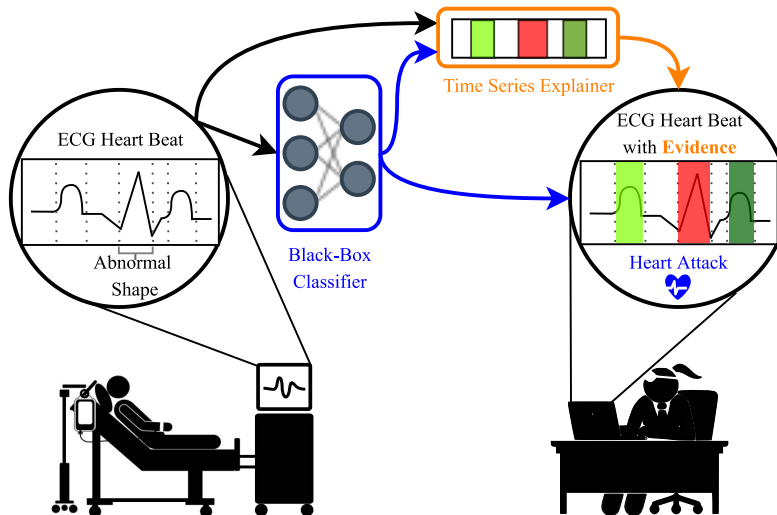 Time Series Explainer
ECG Heart Beat
Abnormal
Shape
Black-Box
Classifier
ECG Heart Beat
with Evidence
Heart Attack